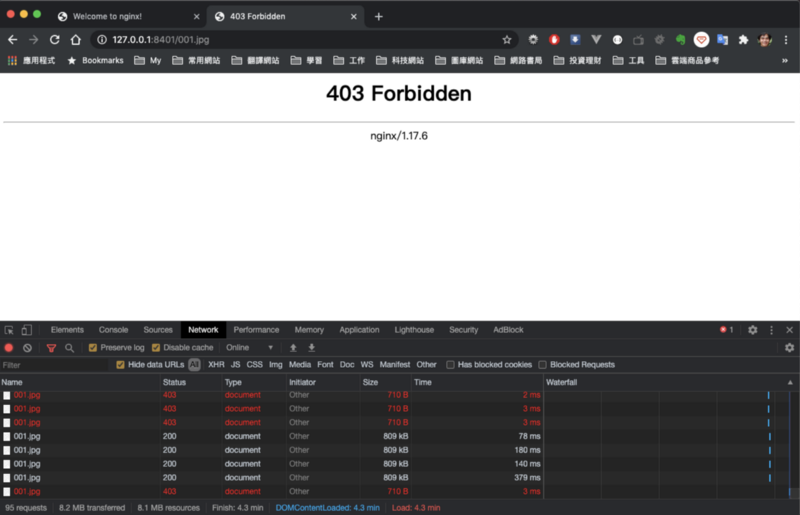 Welcome to nginx!
403 Forbidden
127.0.0.1:8401/001.jpg
應用程式 Bookmarks My 常用網站 翻譯網站 學習 工作 科技網站 圖庫網站 網路書局 投資理財 工具 雲端商品參考 »
403 Forbidden
nginx/1.17.6
Elements Console Sources Network Performance Memory Application Lighthouse Security AdBlock 1
Preserve log Disable cache Online
Filter Hide data URLs All XHR JS CSS Img Media Font Doc WS Manifest Other Has blocked cookies Blocked Requests
Name Status Type Initiator Size Time Waterfall
001.jpg 403 document Other 710 B 2 ms
001.jpg 403 document Other 710 B 3 ms
001.jpg 403 document Other 710 B 3 ms
001.jpg 200 document Other 809 kB 78 ms
001.jpg 200 document Other 809 kB 180 ms
001.jpg 200 document Other 809 kB 140 ms
001.jpg 200 document Other 809 kB 379 ms
001.jpg 403 document Other 710 B 3 ms
95 requests 8.2 MB transferred 8.1 MB resources Finish: 4.3 min DOMContentLoaded: 4.3 min Load: 4.3 min